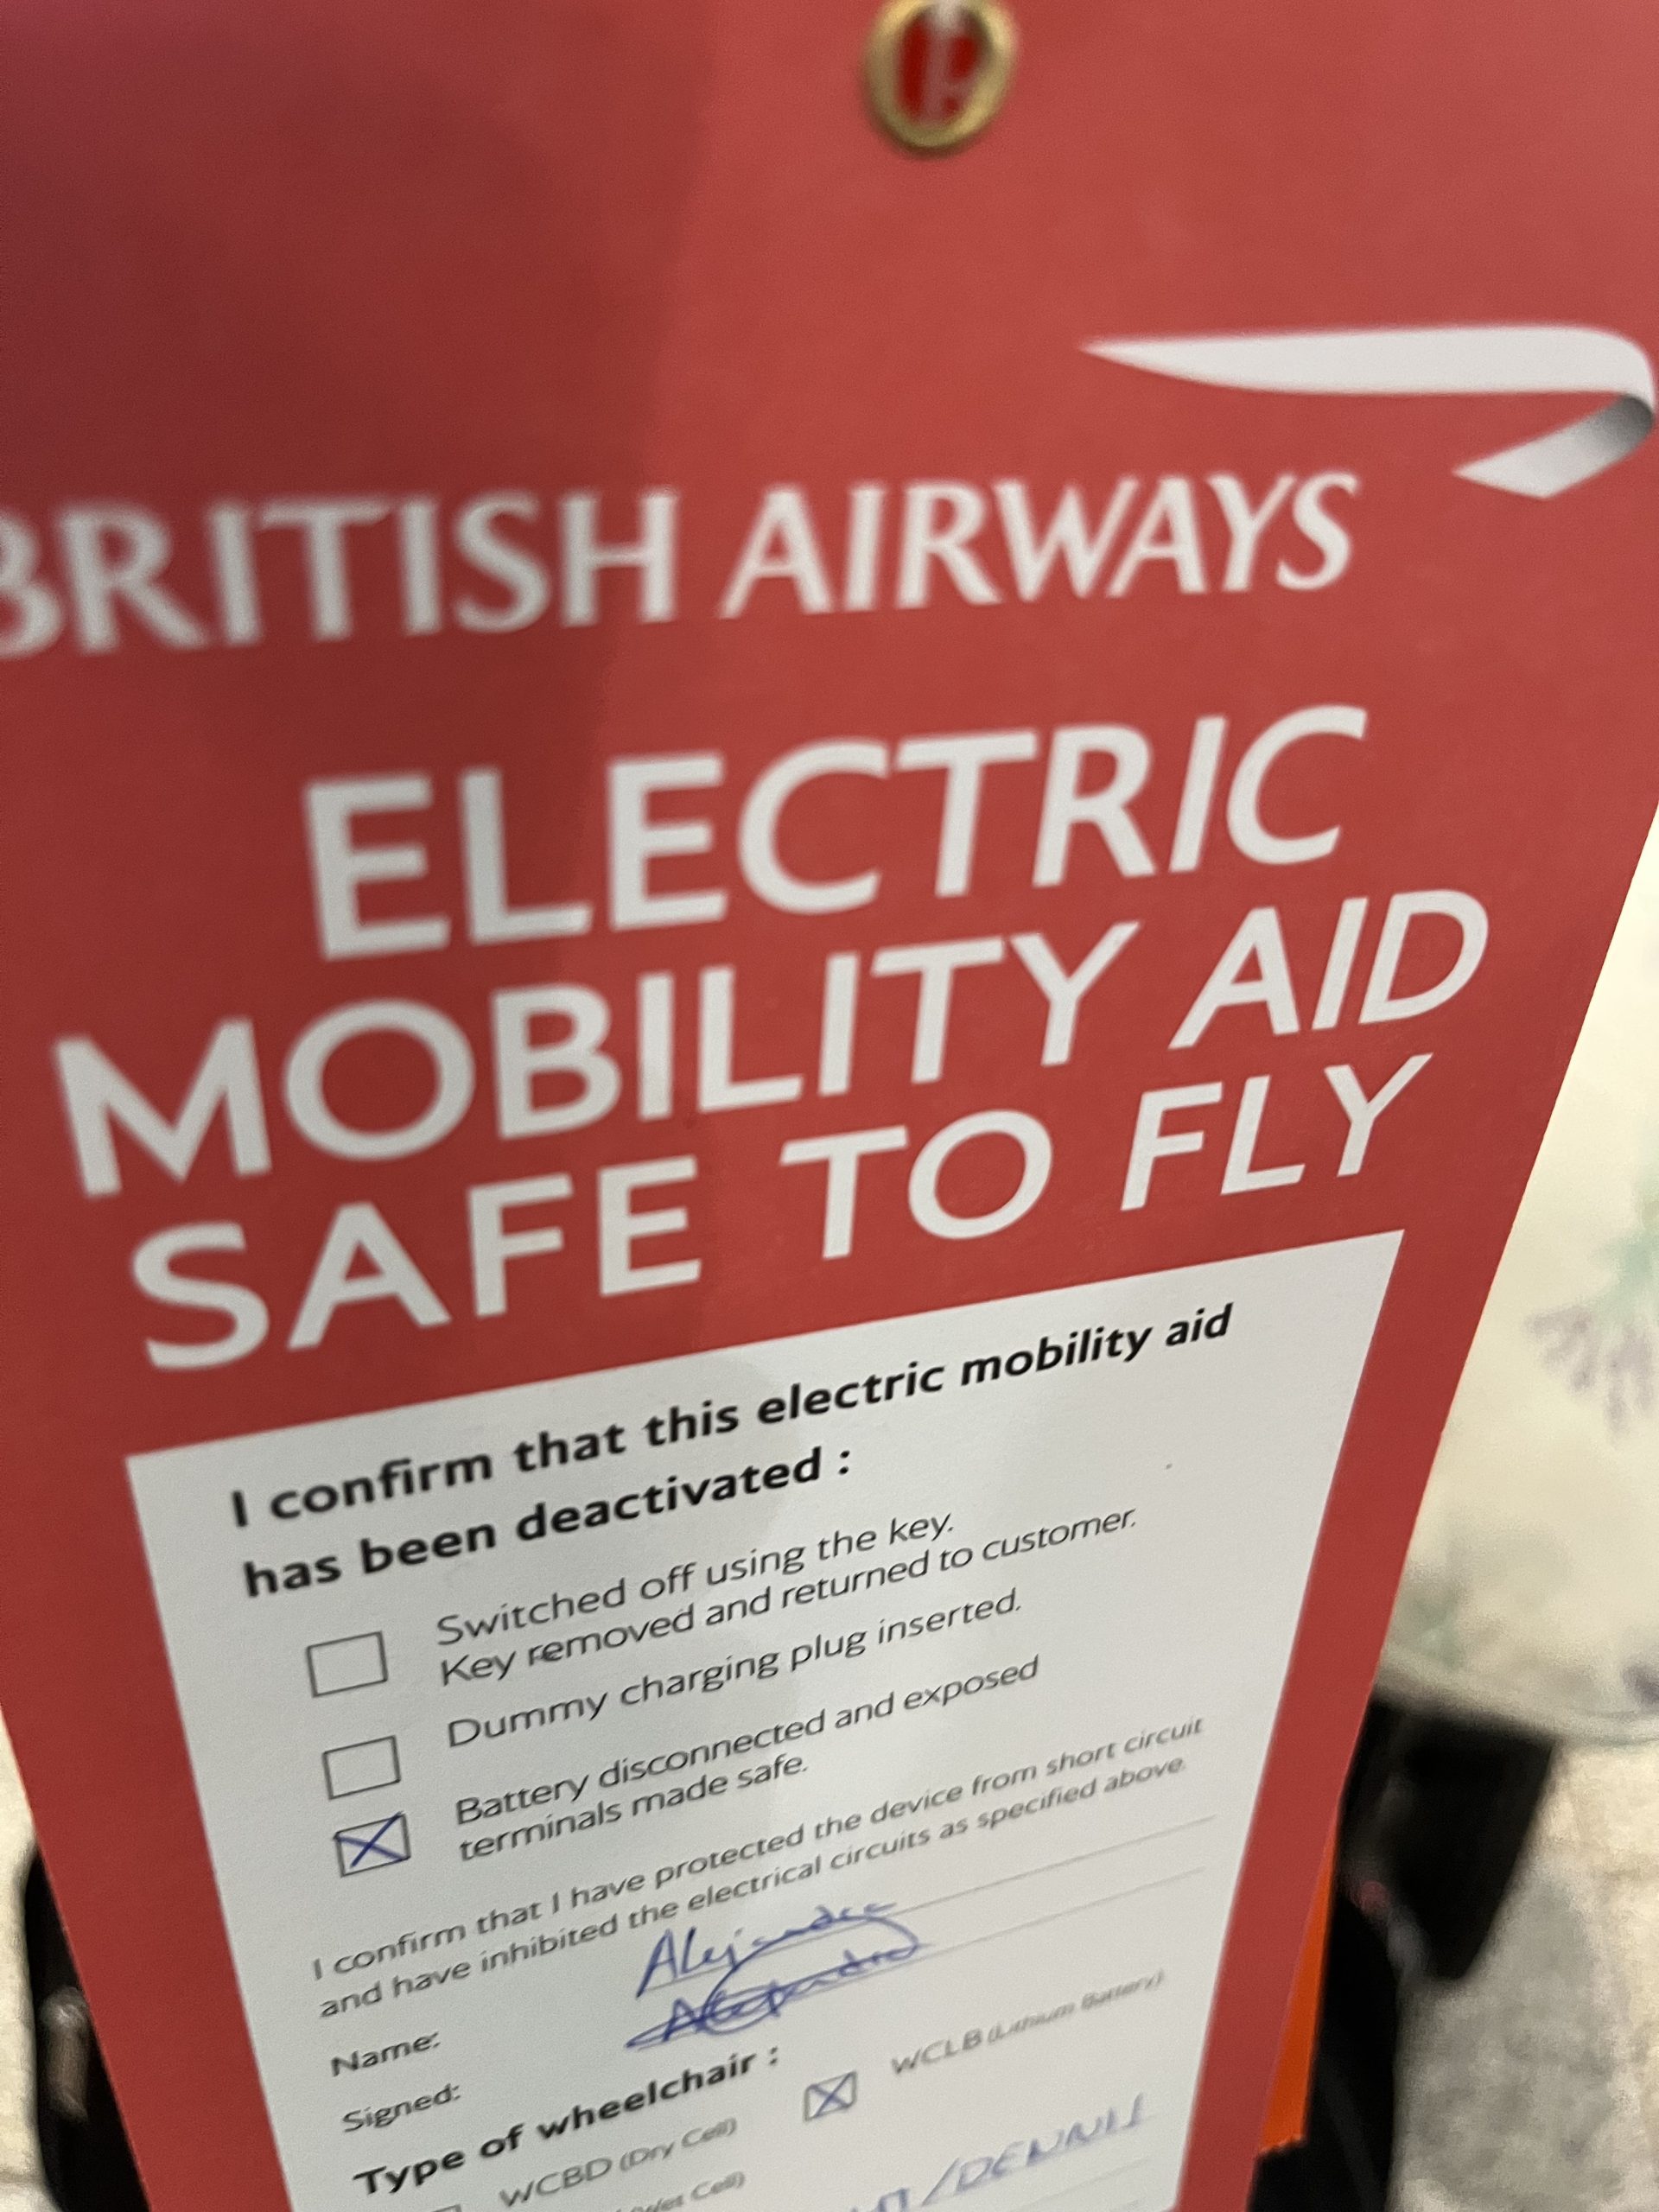 BRITISH AIRWAYS
ELECTRIC
MOBILITY AID
SAFE TO FLY
I confirm that this electric mobility aid
has been deactivated :
Switched off using the key.
Key removed and returned to customer.
Dummy charging plug inserted.
Battery disconnected and exposed
terminals made safe.
I confirm that I have protected the device from short circuit
and have inhibited the electrical circuits as specified above.
Name: Alejandro
Signed: Alejandro
Type of wheelchair :
WCBD (Dry Cell)
WCLB (Lithium Battery)
(Wet Cell)